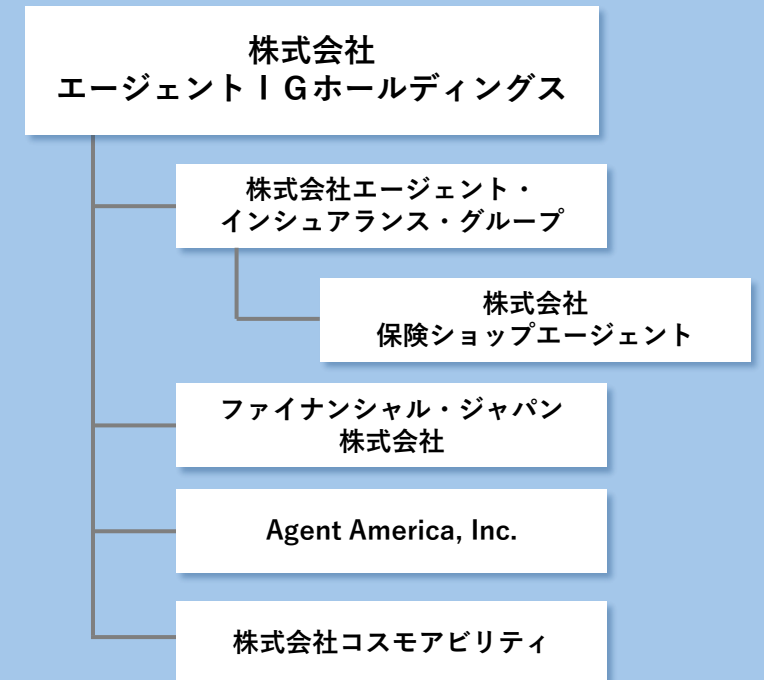 株式会社
エージェントＩＧホールディングス
株式会社エージェント・
インシュアランス・グループ
株式会社
保険ショップエージェント
ファイナンシャル・ジャパン
株式会社
Agent America, Inc.
株式会社コスモアビリティ